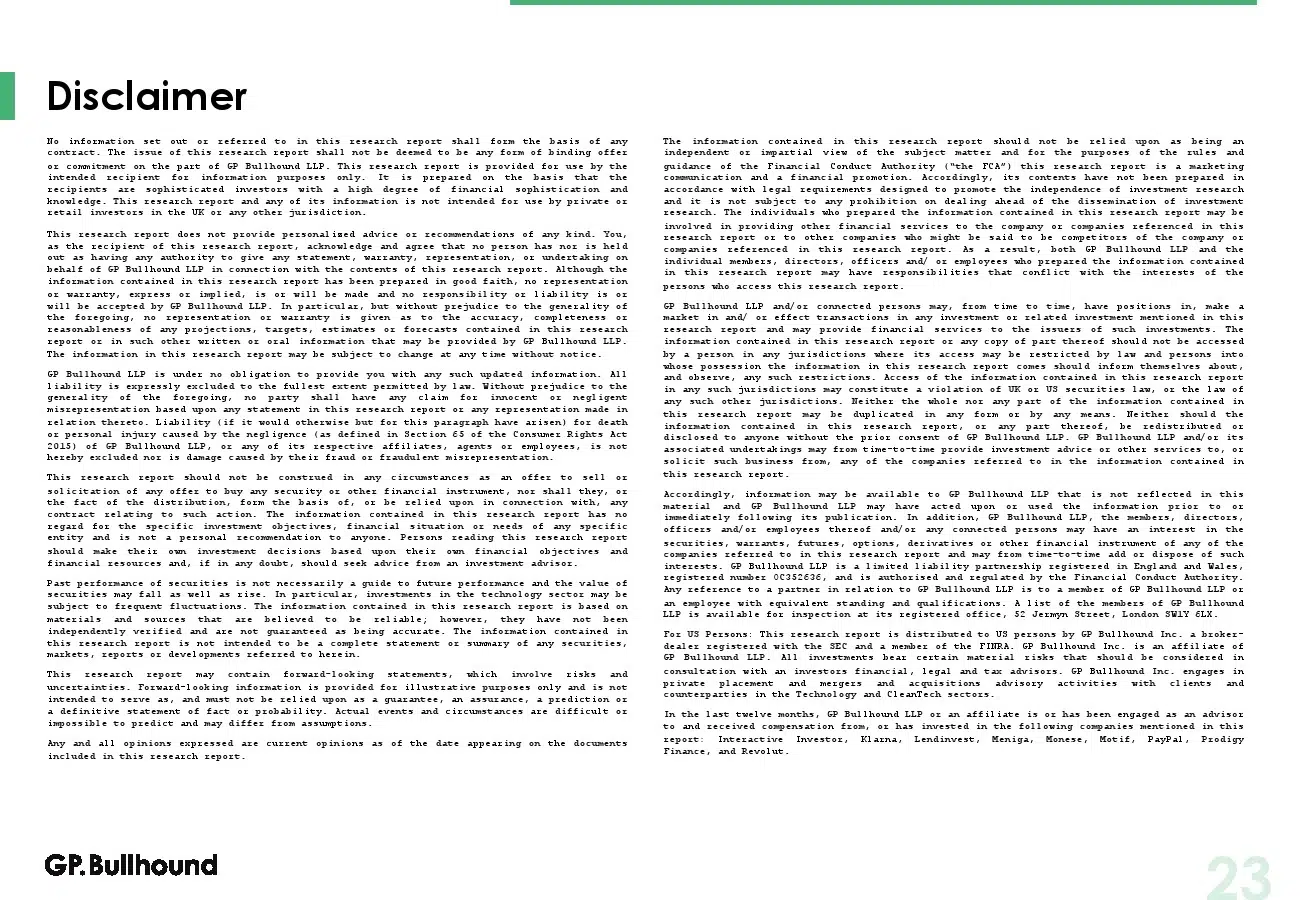 Disclaimer
No information set out or referred to in this research report shall form the basis of any
contract. The issue of this research report shall not be deemed to be any form of binding offer
or commitment on the part of GP Bullhound LLP. This research report is provided for use by the
intended recipient for information purposes only. It is prepared on the basis that the
recipients are sophisticated investors with a high degree of financial sophistication and
knowledge. This research report and any of its information is not intended for use by private or
retail investors in the UK or any other jurisdiction.
This research report does not provide personalized advice or recommendations of any kind. You,
as the recipient of this research report, acknowledge and agree that no person has nor is held
out as having any authority to give any statement, warranty, representation, or undertaking on
behalf of GP Bullhound LLP in connection with the contents of this research report. Although the
information contained in this research report has been prepared in good faith, no representation
or warranty, express or implied, is or will be made and no responsibility or liability is or
will be accepted by GP Bullhound LLP. In particular, but without prejudice to the generality of
the foregoing, no representation or warranty is given as to the accuracy, completeness or
reasonableness of any projections, targets, estimates or forecasts contained in this research
report or in such other written or oral information that may be provided by GP Bullhound LLP.
The information in this research report may be subject to change at any time without notice.
GP Bullhound LLP is under no obligation to provide you with any such updated information. All
liability is expressly excluded to the fullest extent permitted by law. Without prejudice to the
generality of the foregoing, no party shall have any claim for innocent or negligent
misrepresentation based upon any statement in this research report or any representation made in
relation thereto. Liability (if it would otherwise but for this paragraph have arisen) for death
or personal injury caused by the negligence (as defined in Section 65 of the Consumer Rights Act
2015) of GP Bullhound LLP, or any of its respective affiliates, agents or employees, is not
hereby excluded nor is damage caused by their fraud or fraudulent misrepresentation.
This research report should not be construed in any circumstances as an offer to sell or
solicitation of any offer to buy any security or other financial instrument, nor shall they, or
the fact of the distribution, form the basis of, or be relied upon in connection with, any
contract relating to such action. The information contained in this research report has no
regard for the specific investment objectives, financial situation or needs of any specific
entity and is not a personal recommendation to anyone. Persons reading this research report
should make their own investment decisions based upon their own financial objectives and
financial resources and, if in any doubt, should seek advice from an investment advisor.
Past performance of securities is not necessarily a guide to future performance and the value of
securities may fall as well as rise. In particular, investments in the technology sector may be
subject to frequent fluctuations. The information contained in this research report is based on
materials and sources that are believed to be reliable; however, they have not been
independently verified and are not guaranteed as being accurate. The information contained in
this research report is not intended to be a complete statement or summary of any securities,
markets, reports or developments referred to herein.
This research report may contain forward-looking statements, which involve risks and
uncertainties. Forward-looking information is provided for illustrative purposes only and is not
intended to serve as, and must not be relied upon as a guarantee, an assurance, a prediction or
a definitive statement of fact or probability. Actual events and circumstances are difficult or
impossible to predict and may differ from assumptions.
Any and all opinions expressed are current opinions as of the date appearing on the documents
included in this research report.
The information contained in this research report should not be relied upon as being an
independent or impartial view of the subject matter and for the purposes of the rules and
guidance of the Financial Conduct Authority ("the FCA") this research report is a marketing
communication and a financial promotion. Accordingly, its contents have not been prepared in
accordance with legal requirements designed to promote the independence of investment research
and it is not subject to any prohibition on dealing ahead of the dissemination of investment
research. The individuals who prepared the information contained in this research report may be
involved in providing other financial services to the company or companies referenced in this
research report or to other companies who might be said to be competitors of the company or
companies referenced in this research report. As a result, both GP Bullhound LLP and the
individual members, directors, officers and/ or employees who prepared the information contained
in this research report may have responsibilities that conflict with the interests of the
persons who access this research report.
GP Bullhound LLP and/or connected persons may, from time to time, have positions in, make a
market in and/ or effect transactions in any investment or related investment mentioned in this
research report and may provide financial services to the issuers of such investments. The
information contained in this research report or any copy of part thereof should not be accessed
by a person in any jurisdictions where its access may be restricted by law and persons into
whose possession the information in this research report comes should inform themselves about,
and observe, any such restrictions. Access of the information contained in this research report
in any such jurisdictions may constitute a violation of UK or US securities law, or the law of
any such other jurisdictions. Neither the whole nor any part of the information contained in
this research report may be duplicated in any form or by any means. Neither should the
information contained in this research report, or any part thereof, be redistributed or
disclosed to anyone without the prior consent of GP Bullhound LLP. GP Bullhound LLP and/or its
associated undertakings may from time-to-time provide investment advice or other services to, or
solicit such business from, any of the companies referred to in the information contained in
this research report.
Accordingly, information may be available to GP Bullhound LLP that is not reflected in this
material and GP Bullhound LLP may have acted upon or used the information prior to or
immediately following its publication. In addition, GP Bullhound LLP, the members, directors,
officers and/or employees thereof and/or any connected persons may have an interest in the
securities, warrants, futures, options, derivatives or other financial instrument of any of the
companies referred to in this research report and may from time-to-time add or dispose of such
interests. GP Bullhound LLP is a limited liability partnership registered in England and Wales,
registered number OC352636, and is authorised and regulated by the Financial Conduct Authority.
Any reference to a partner in relation to GP Bullhound LLP is to a member of GP Bullhound LLP or
an employee with equivalent standing and qualifications. A list of the members of GP Bullhound
LLP is available for inspection at its registered office, 52 Jermyn Street, London SW1Y 6LX.
For US Persons: This research report is distributed to US persons by GP Bullhound Inc. a broker-
dealer registered with the SEC and a member of the FINRA. GP Bullhound Inc. is an affiliate of
GP Bullhound LLP. All investments bear certain material risks that should be considered in
consultation with an investors financial, legal and tax advisors. GP Bullhound Inc. engages in
private placement and mergers and acquisitions advisory activities with clients and
counterparties in the Technology and CleanTech sectors.
In the last twelve months, GP Bullhound LLP or an affiliate is or has been engaged as an advisor
to and received compensation from, or has invested in the following companies mentioned in this
report: Interactive Investor, Klarna, Lendinvest, Meniga, Monese, Motif, PayPal, Prodigy
Finance, and Revolut.
GP.Bullhound
23